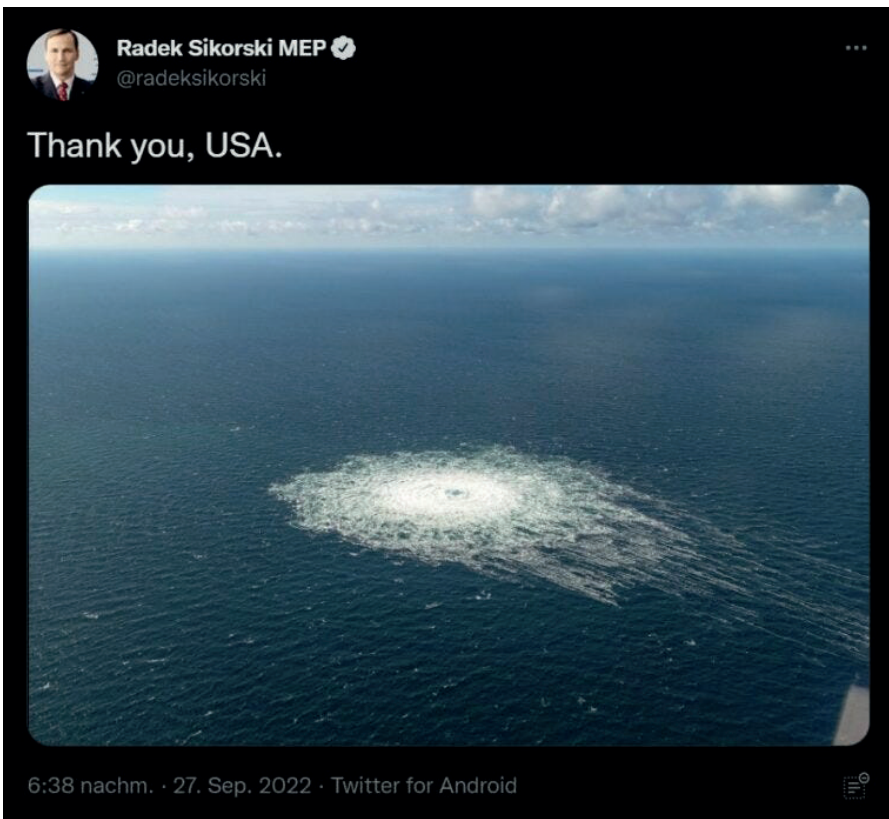 Radek Sikorski MEP
@radeksikorski
Thank you, USA.
6:38 nachm. · 27. Sep. 2022 · Twitter for Android